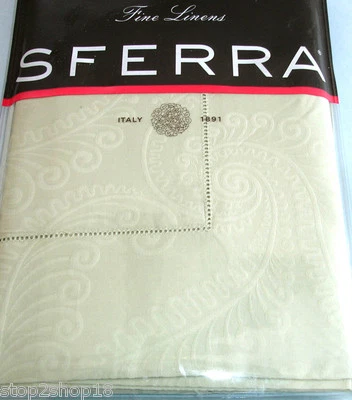 Fine Linens
SFERRA®
ITALY 1891
stop2shop18